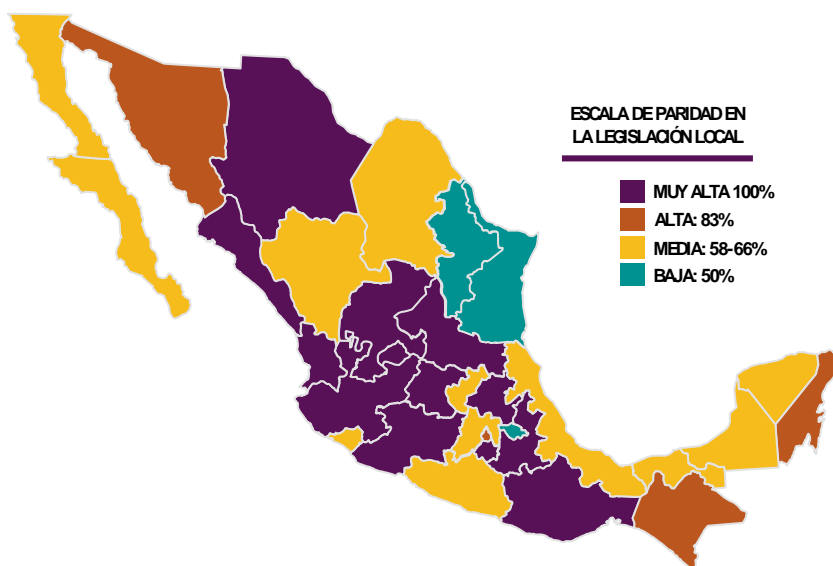 ESCALA DE PARIDAD EN
LA LEGISLACIÓN LOCAL
MUY ALTA 100%
ALTA: 83%
MEDIA: 58-66%
BAJA: 50%